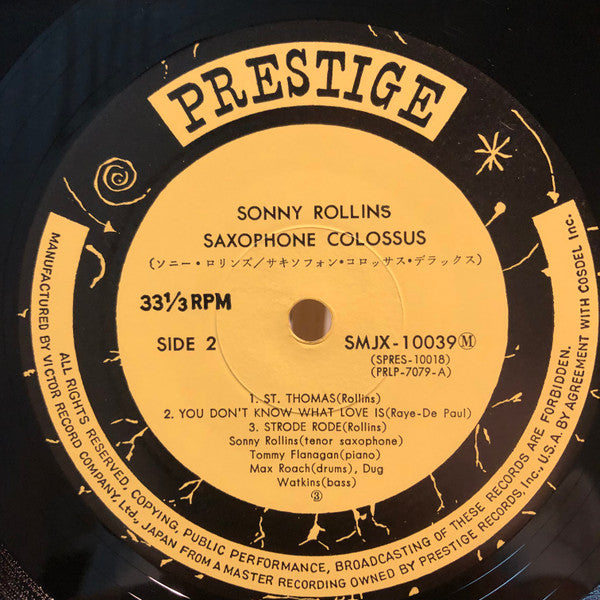 PRESTIGE
SONNY ROLLINS
SAXOPHONE COLOSSUS
(ソニー・ロリンズ/サキソフォン・コロッサス・デラックス)
33 1/3 RPM
SIDE 2
SMJX-10039Ⓜ
(SPRES-10018)
(PRLP-7079-A)
1. ST. THOMAS(Rollins)
2. YOU DON'T KNOW WHAT LOVE IS(Raye-De Paul)
3. STRODE RODE(Rollins)
Sonny Rollins(tenor saxophone)
Tommy Flanagan(piano)
Max Roach(drums), Dug
Watkins(bass)
③
ALL RIGHTS RESERVED, COPYING, PUBLIC PERFORMANCE, BROADCASTING OF THESE RECORDS ARE FORBIDDEN.
MANUFACTURED BY VICTOR RECORD COMPANY, Ltd., JAPAN FROM A MASTER RECORDING OWNED BY PRESTIGE RECORDS, Inc., U.S.A. BY AGREEMENT WITH COSDEL Inc.